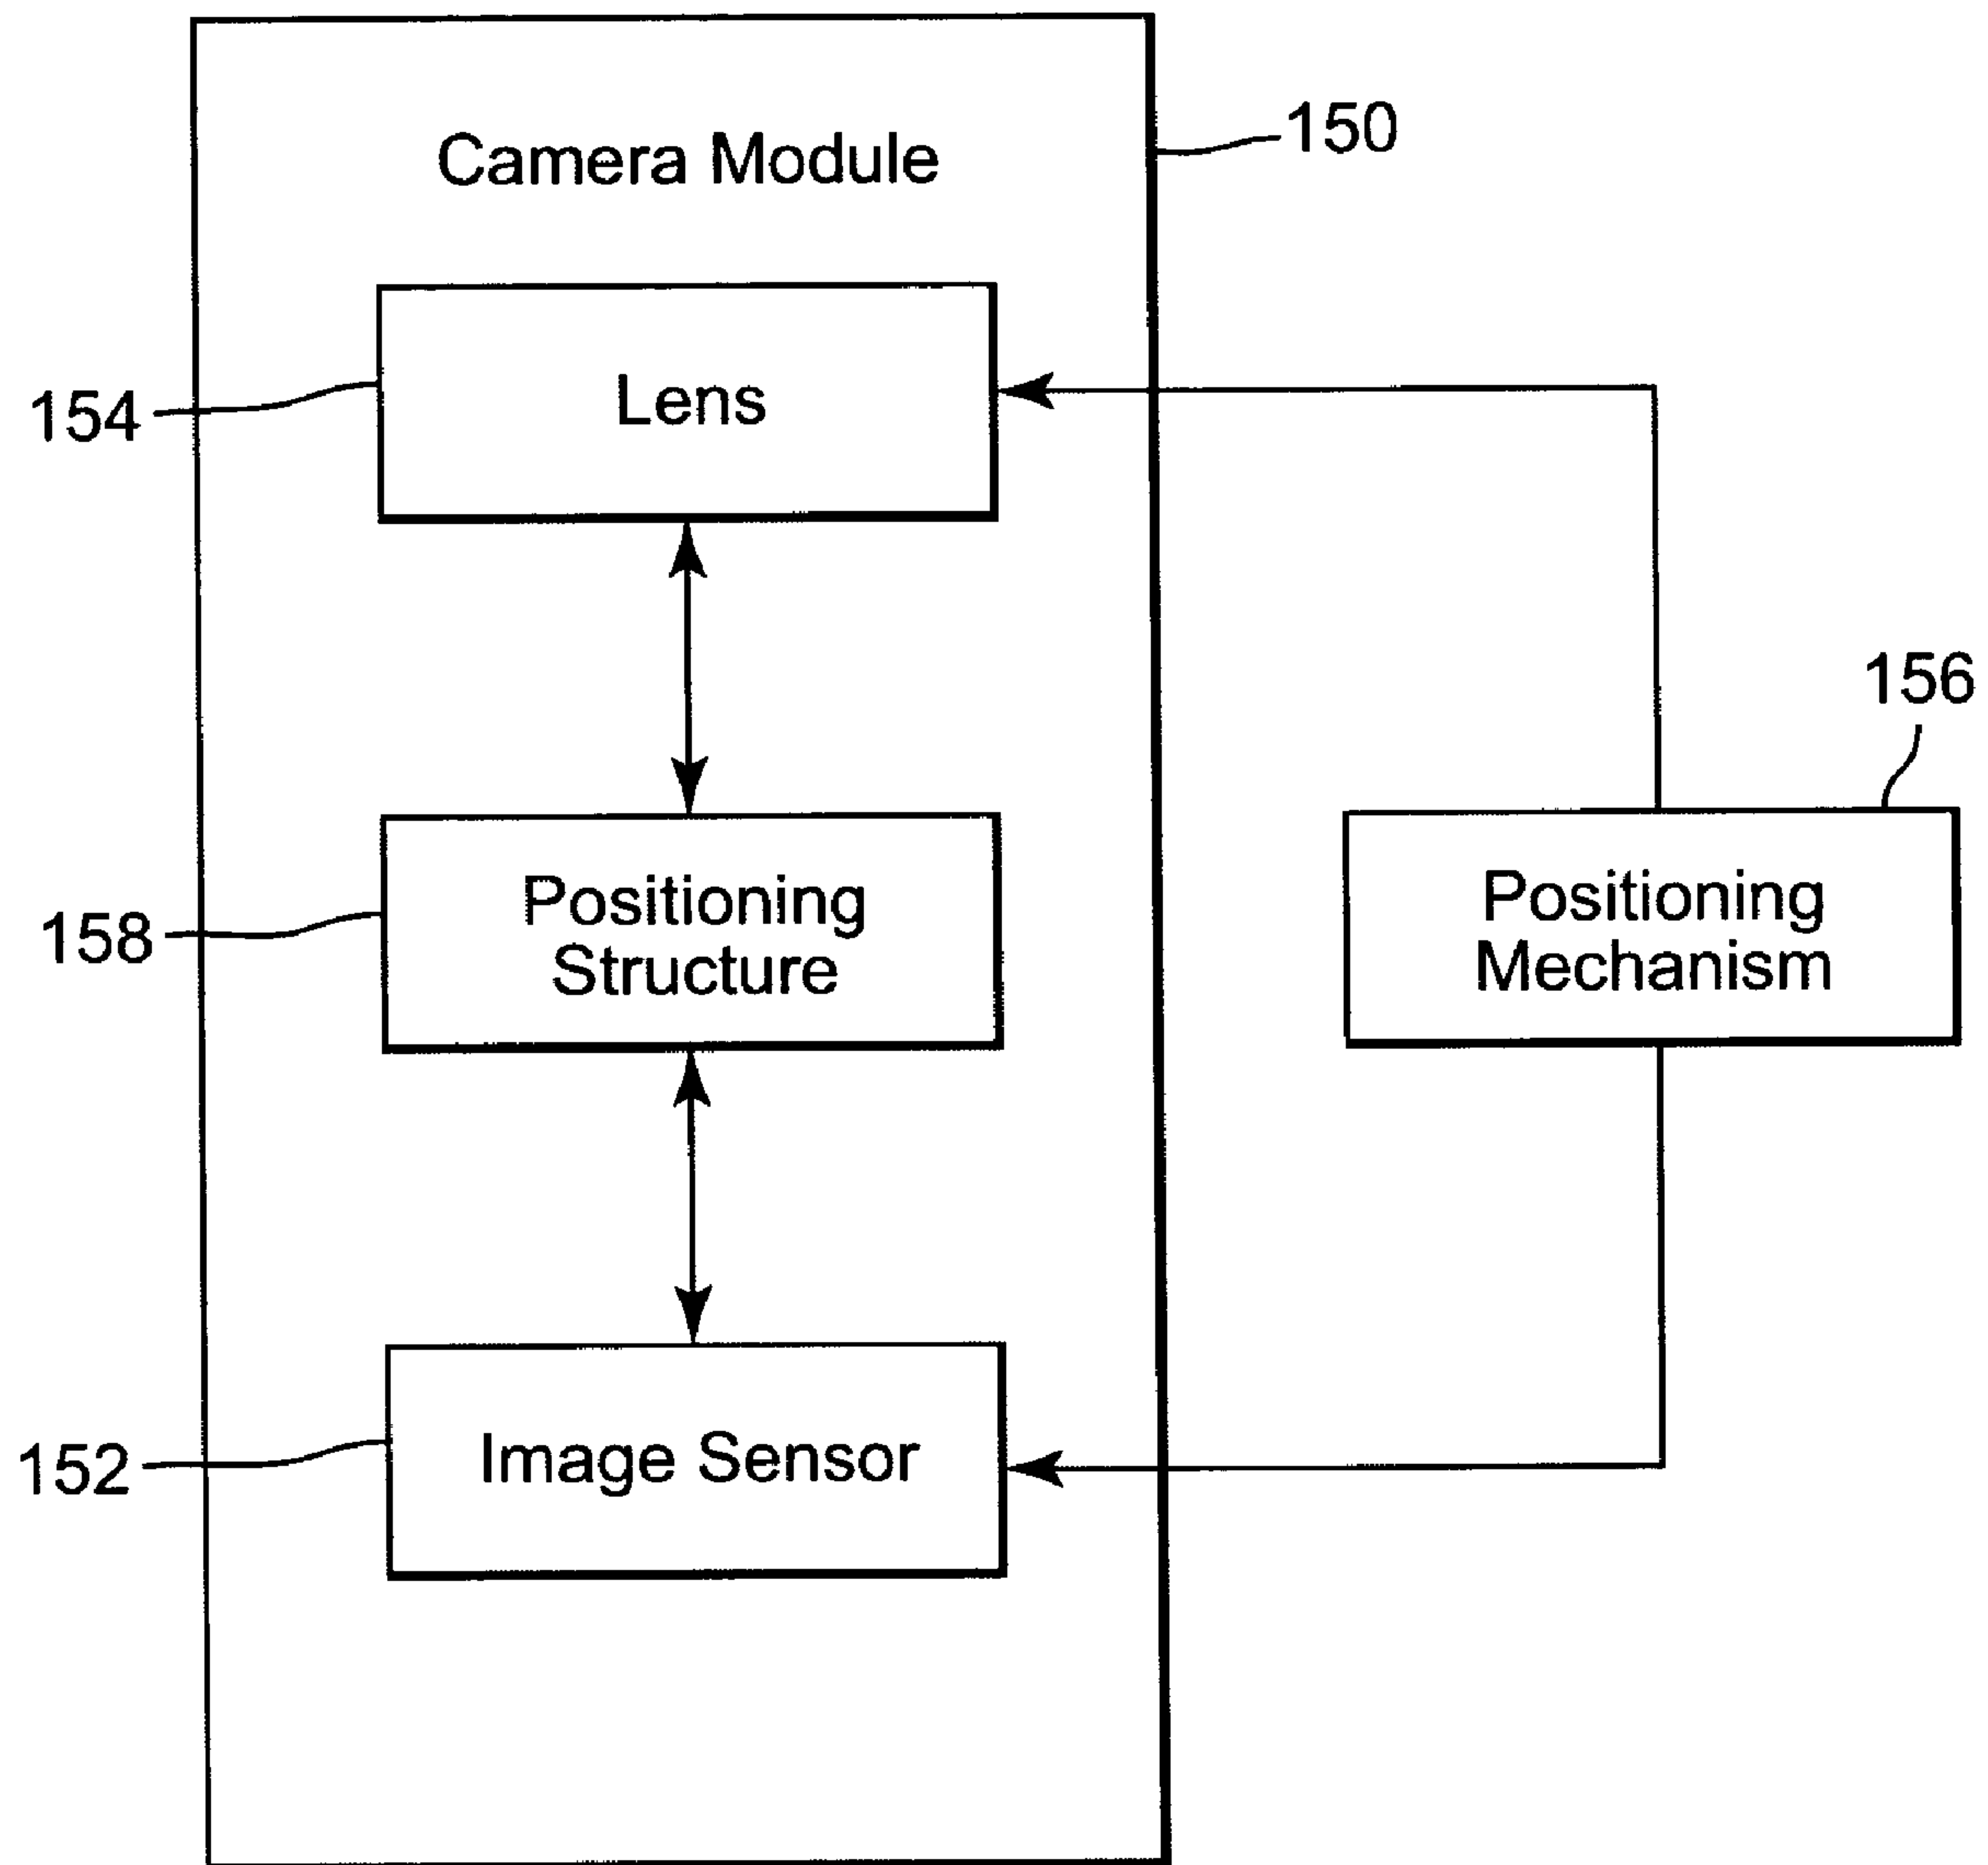 Camera Module
150
Lens
154
156
Positioning
Structure
158
Positioning
Mechanism
Image Sensor
152